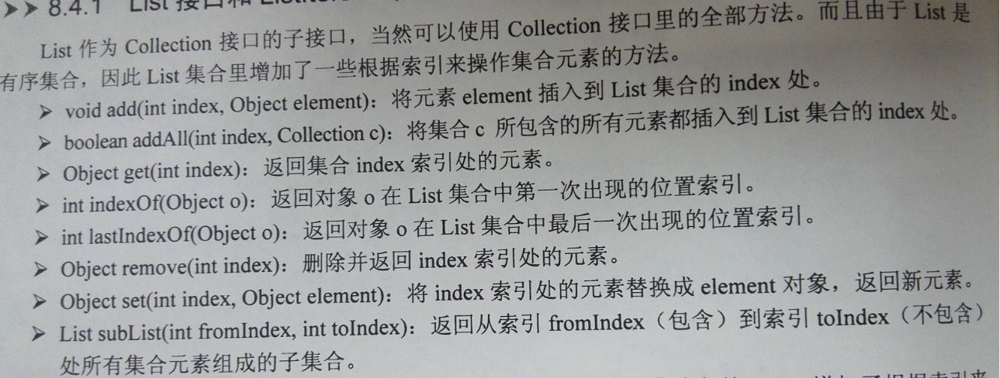 ➤➤ 8.4.1 List 接口和
List 作为 Collection 接口的子接口，当然可以使用 Collection 接口里的全部方法。而且由于 List 是
有序集合，因此 List 集合里增加了一些根据索引来操作集合元素的方法。
➤ void add(int index, Object element)：将元素 element 插入到 List 集合的 index 处。
➤ boolean addAll(int index, Collection c)：将集合 c 所包含的所有元素都插入到 List 集合的 index 处。
➤ Object get(int index)：返回集合 index 索引处的元素。
➤ int indexOf(Object o)：返回对象 o 在 List 集合中第一次出现的位置索引。
➤ int lastIndexOf(Object o)：返回对象 o 在 List 集合中最后一次出现的位置索引。
➤ Object remove(int index)：删除并返回 index 索引处的元素。
➤ Object set(int index, Object element)：将 index 索引处的元素替换成 element 对象，返回新元素。
➤ List subList(int fromIndex, int toIndex)：返回从索引 fromIndex（包含）到索引 toIndex（不包含）
处所有集合元素组成的子集合。